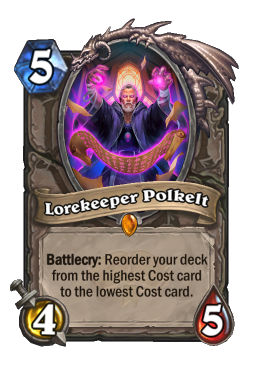 5
Lorekeeper Polkelt
Battlecry: Reorder your deck
from the highest Cost card
to the lowest Cost card.
4
5